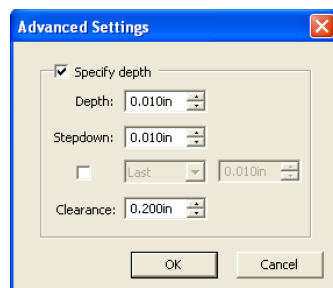 Advanced Settings
Specify depth
Depth: 0.010in
Stepdown: 0.010in
Last 0.010in
Clearance: 0.200in
OK Cancel